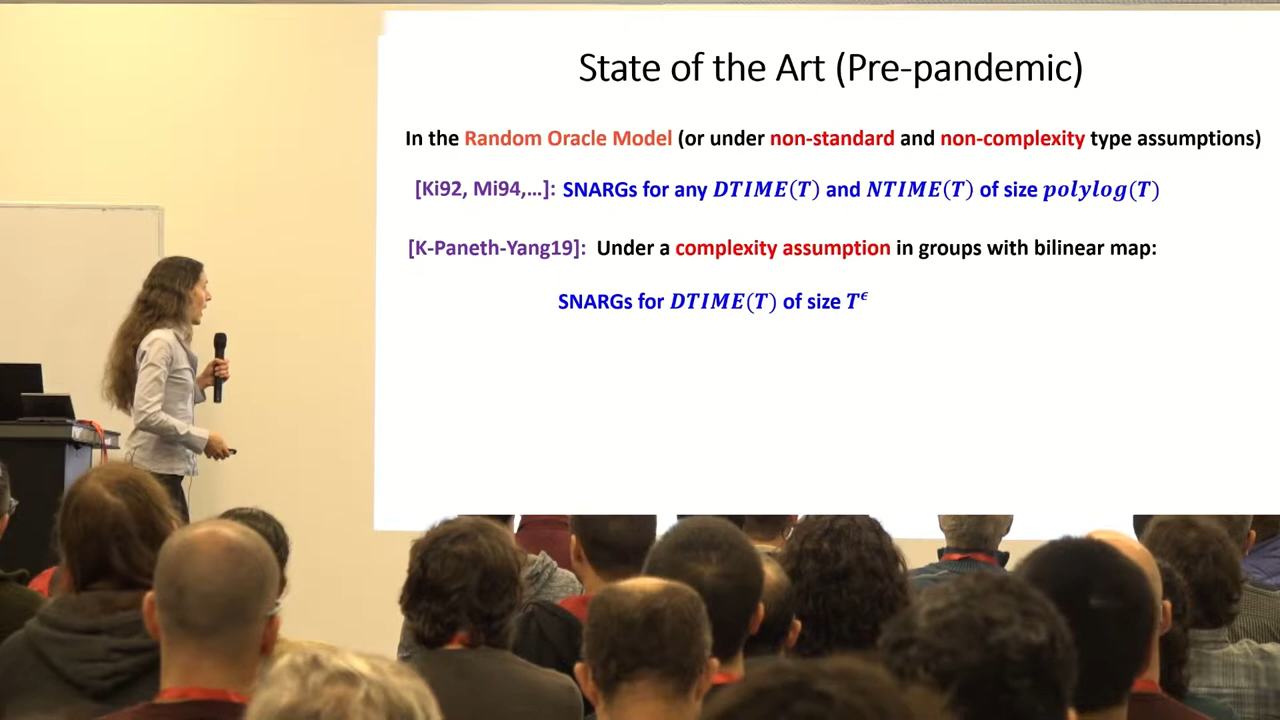 State of the Art (Pre-pandemic)
In the Random Oracle Model (or under non-standard and non-complexity type assumptions)
[Ki92, Mi94,...]: SNARGs for any DTIME(T) and NTIME(T) of size polylog(T)
[K-Paneth-Yang19]: Under a complexity assumption in groups with bilinear map:
SNARGs for DTIME(T) of size T^ϵ